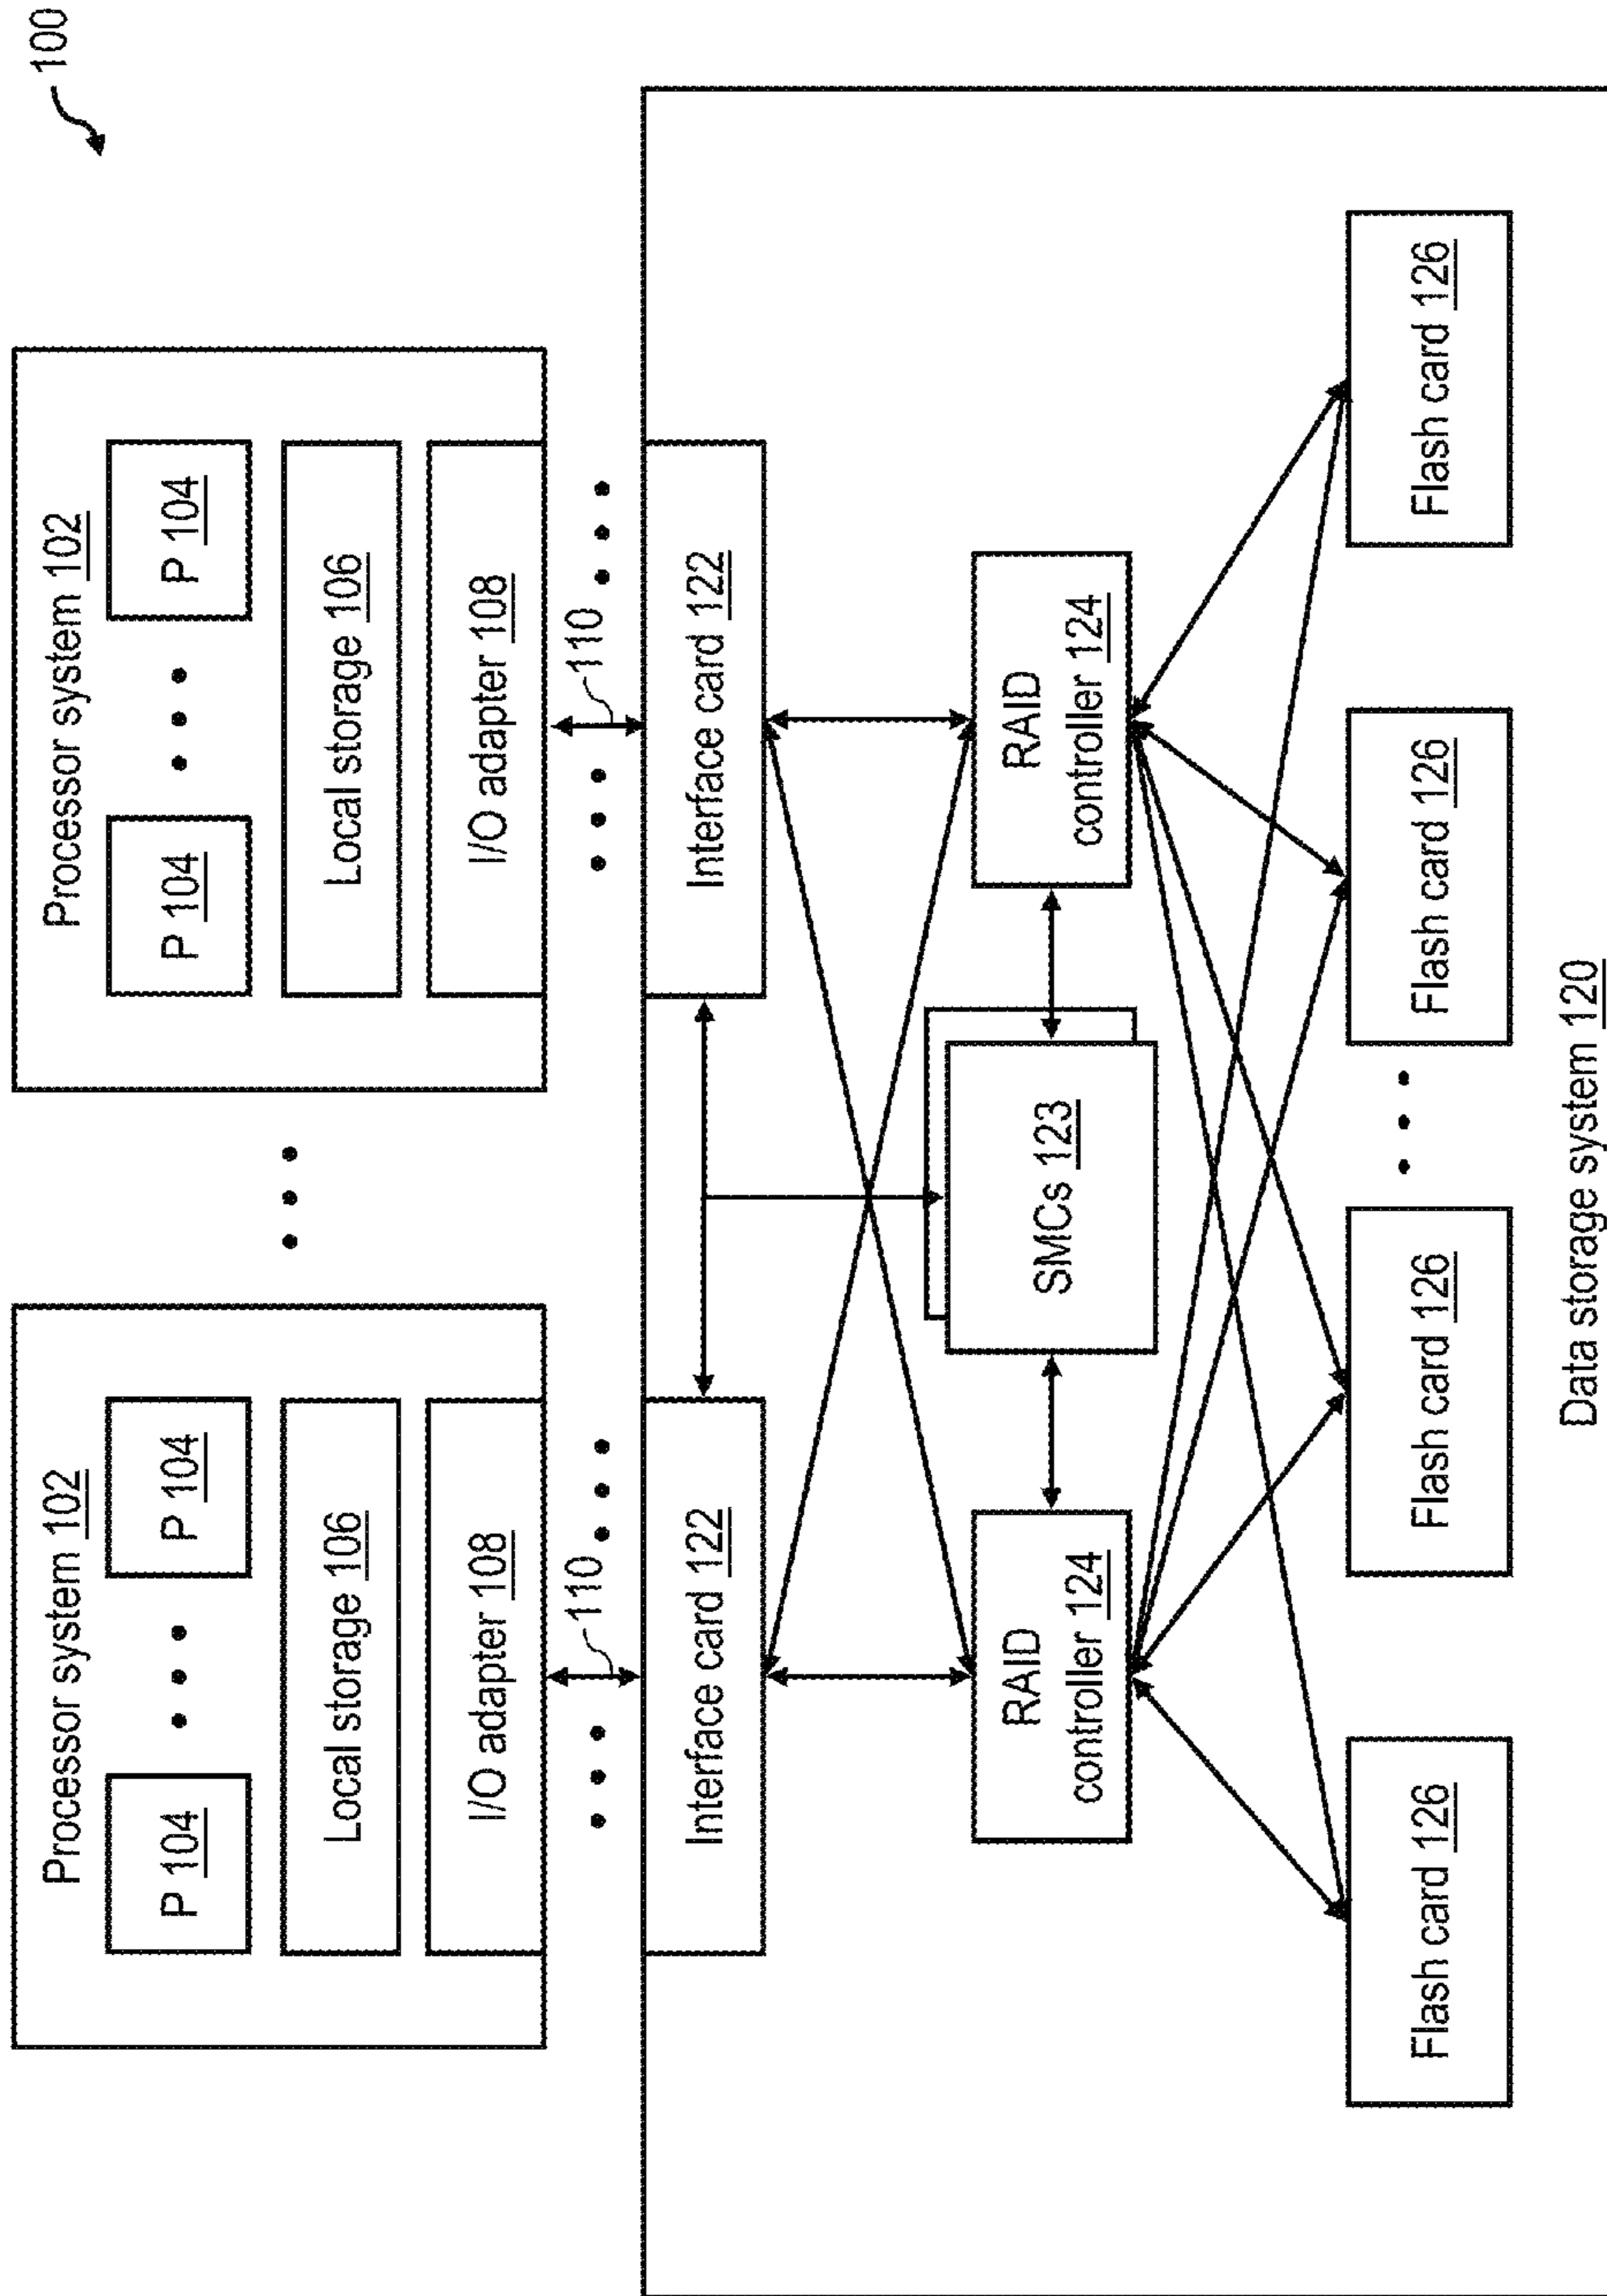 100
Processor system 102
P 104
P 104
Local storage 106
I/O adapter 108
110
Processor system 102
P 104
P 104
Local storage 106
I/O adapter 108
110
Interface card 122
Interface card 122
RAID
controller 124
SMCs 123
RAID
controller 124
Flash card 126
Flash card 126
Flash card 126
Flash card 126
Data storage system 120